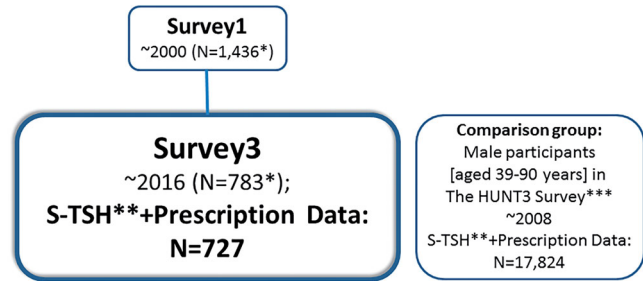 Survey1
~2000 (N=1,436*)
Survey3
~2016 (N=783*);
S-TSH**+Prescription Data:
N=727
Comparison group:
Male participants
[aged 39-90 years] in
The HUNT3 Survey***
~2008
S-TSH**+Prescription Data:
N=17,824